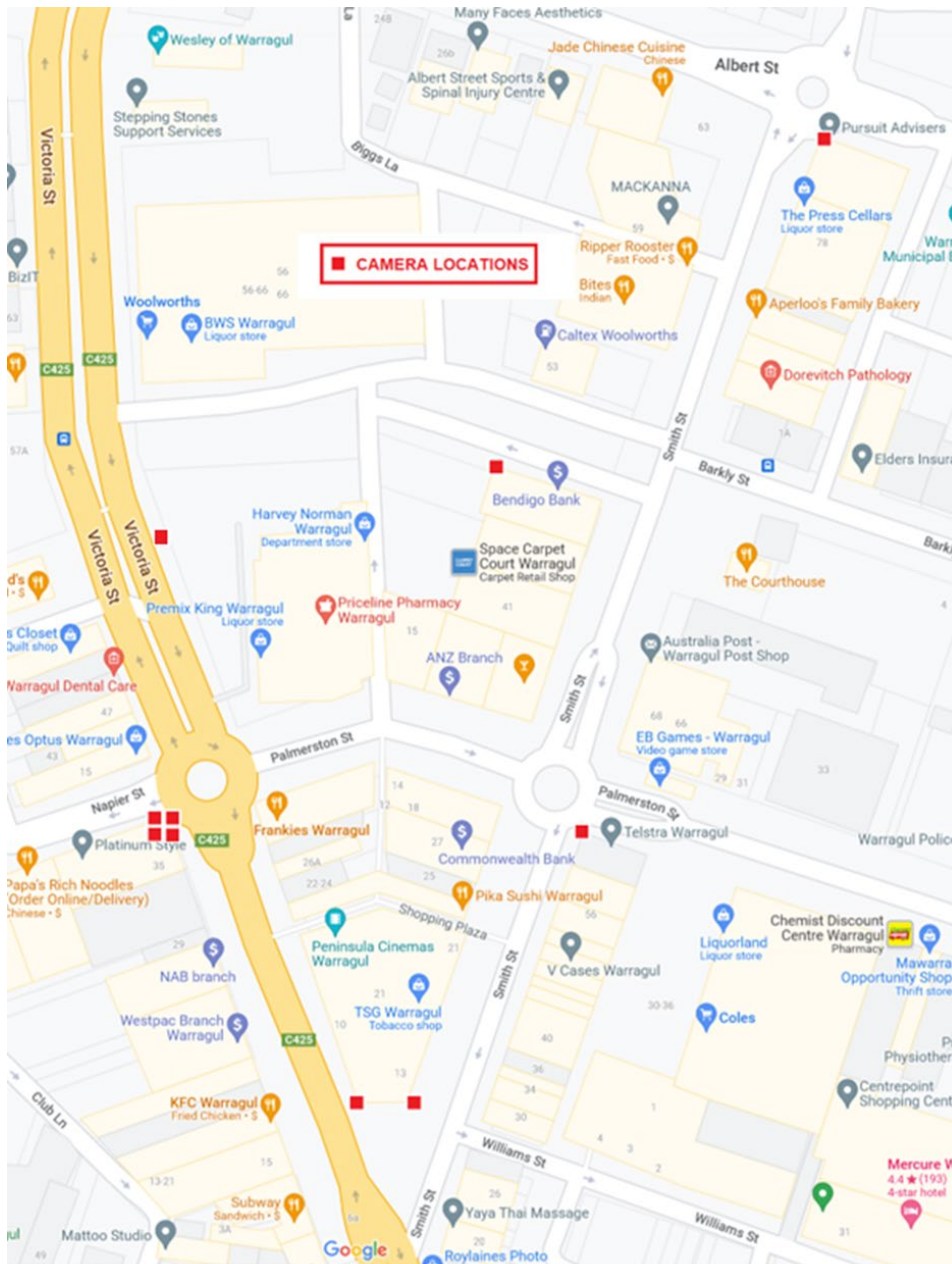 Many Faces Aesthetics
La
24B
26b
Wesley of Warragul
Jade Chinese Cuisine
Chinese
Albert St
Albert Street Sports &
Spinal Injury Centre
Stepping Stones
Support Services
Pursuit Advisers
63
Victoria St
Biggs La
MACKANNA
The Press Cellars
Liquor store
78
59
Ripper Rooster
Fast Food • $
CAMERA LOCATIONS
BizIT
56
56-66
66
Bites
Indian
Woolworths
BWS Warragul
Liquor store
Aperloo's Family Bakery
Caltex Woolworths
63
53
C425
C425
Dorevitch Pathology
Smith St
1A
57A
Barkly St
Bendigo Bank
Harvey Norman
Warragul
Department store
Victoria St
Victoria St
Space Carpet
Court Warragul
Carpet Retail Shop
41
The Courthouse
4
Premix King Warragul
Liquor store
Priceline Pharmacy
Warragul
15
ANZ Branch
Australia Post -
Warragul Post Shop
Quilt shop
Warragul Dental Care
47
Smith St
68
66
43
15
Palmerston St
EB Games - Warragul
Video game store
29
31
33
Napier St
14
12
18
Palmerston St
Platinum Style
C425
Frankies Warragul
27
Commonwealth Bank
Telstra Warragul
35
26A
22-24
25
Papa's Rich Noodles
(Order Online/Delivery)
Chinese • $
Pika Sushi Warragul
Shopping Plaza
56
Liquorland
Liquor store
Chemist Discount
Centre Warragul
Pharmacy
29
Peninsula Cinemas
Warragul
21
NAB branch
V Cases Warragul
Smith St
Thrift store
21
TSG Warragul
Tobacco shop
10
30-36
Coles
Westpac Branch
Warragul
C425
40
13
36
34
30
1
4
3
2
Centrepoint
KFC Warragul
Fried Chicken • $
Club Ln
Williams St
15
13-21
4.4 ★ (193)
4-star hotel
Subway
Sandwich • $
3A
Mattoo Studio
49
Smith St
26
Yaya Thai Massage
20
Williams St
31
Google
Roylaines Photo